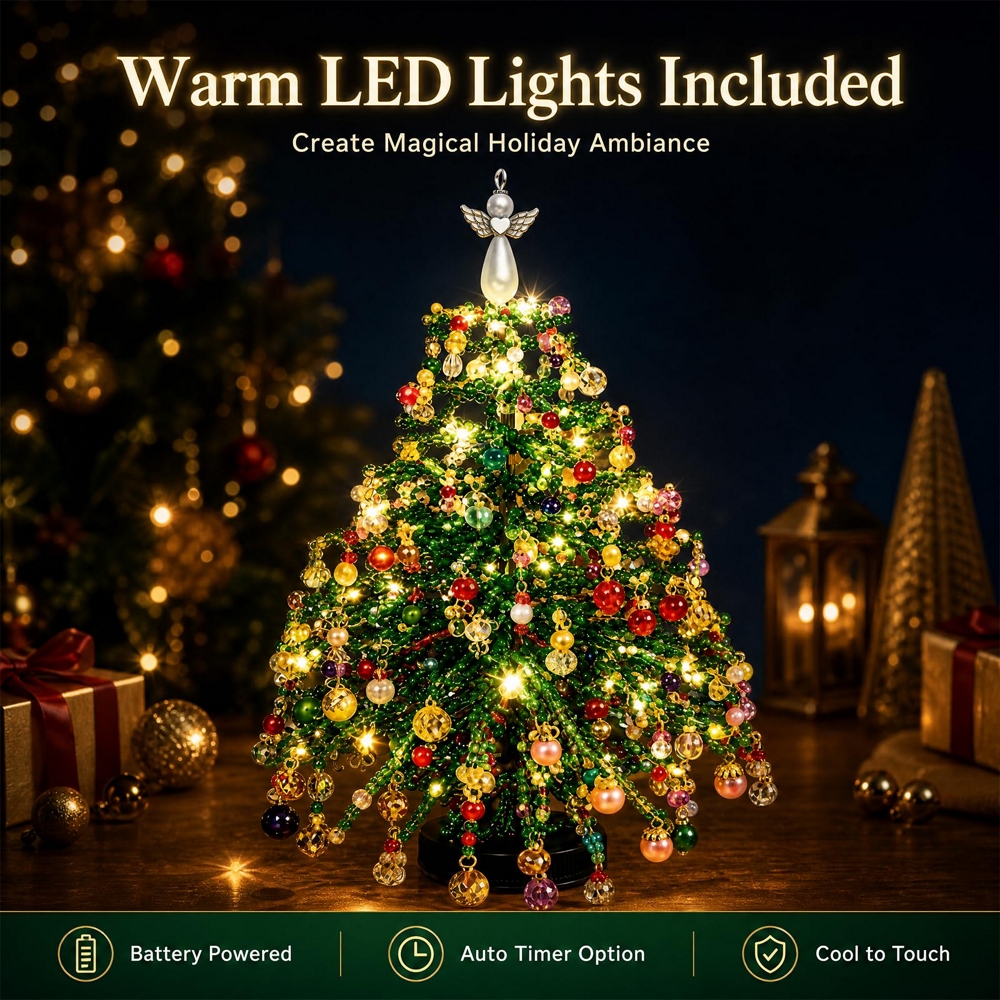 Warm LED Lights Included
Create Magical Holiday Ambiance
Battery Powered
Auto Timer Option
Cool to Touch